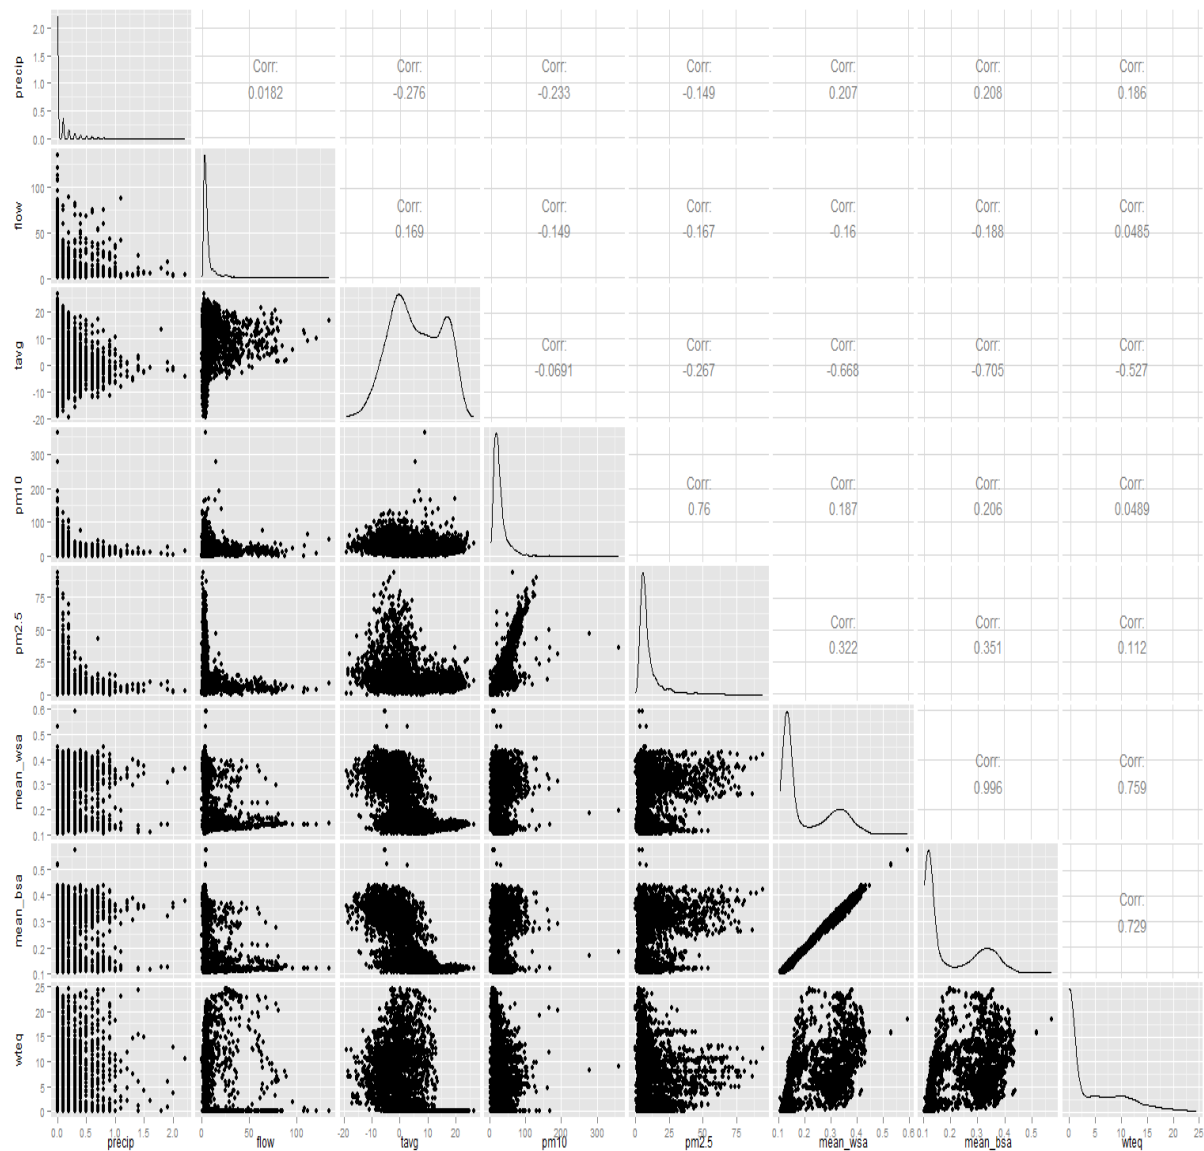 precip
2.0
1.5
1.0
0.5
0.0
Corr: Corr: Corr: Corr: Corr: Corr: Corr:
0.0182 -0.276 -0.233 -0.149 0.207 0.208 0.186
flow
100
50
0
Corr: Corr: Corr: Corr: Corr: Corr:
0.169 -0.149 -0.167 -0.16 -0.188 0.0485
tavg
20
10
0
-10
-20
Corr: Corr: Corr: Corr: Corr:
-0.0691 -0.267 -0.668 -0.705 -0.527
pm10
300
200
100
0
Corr: Corr: Corr: Corr:
0.76 0.187 0.206 0.0489
pm2.5
75
50
25
0
Corr: Corr: Corr:
0.322 0.351 0.112
mean_wsa
0.6
0.5
0.4
0.3
0.2
0.1
Corr: Corr:
0.996 0.759
mean_bsa
0.5
0.4
0.3
0.2
0.1
Corr:
0.729
wteq
25
20
15
10
5
0
0.0 0.5 1.0 1.5 2.0 0 50 100 -20 -10 0 10 20 0 100 200 300 0 25 50 75 0.1 0.2 0.3 0.4 0.5 0.6 0.1 0.2 0.3 0.4 0.5 0 5 10 15 20 25
precip flow tavg pm10 pm2.5 mean_wsa mean_bsa wteq